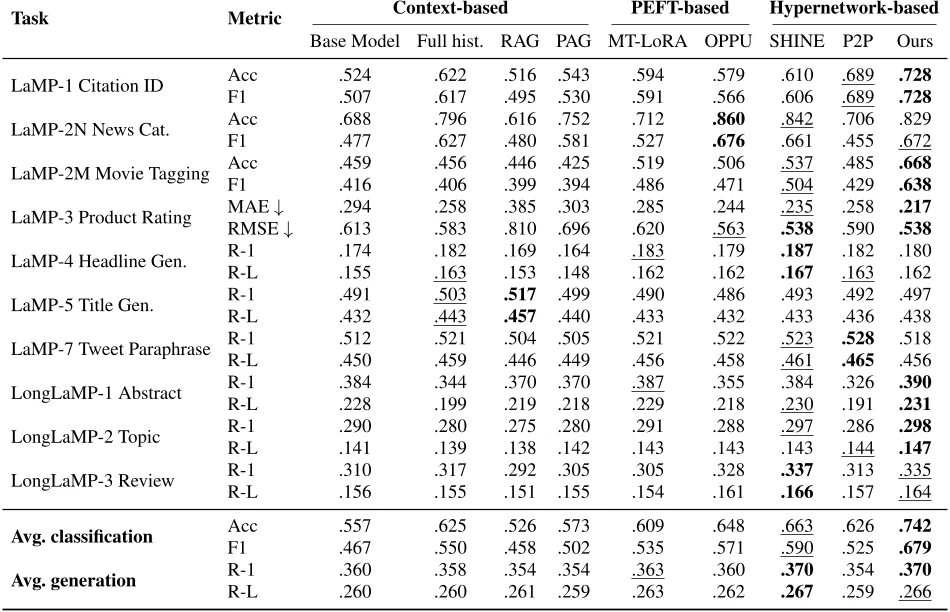 Task Metric Context-based PEFT-based Hypernetwork-based
Base Model Full hist. RAG PAG MT-LoRA OPPU SHINE P2P Ours
LaMP-1 Citation ID Acc .524 .622 .516 .543 .594 .579 .610 .689 .728
F1 .507 .617 .495 .530 .591 .566 .606 .689 .728
LaMP-2N News Cat. Acc .688 .796 .616 .752 .712 .860 .842 .706 .829
F1 .477 .627 .480 .581 .527 .676 .661 .455 .672
LaMP-2M Movie Tagging Acc .459 .456 .446 .425 .519 .506 .537 .485 .668
F1 .416 .406 .399 .394 .486 .471 .504 .429 .638
LaMP-3 Product Rating MAE ↓ .294 .258 .385 .303 .285 .244 .235 .258 .217
RMSE ↓ .613 .583 .810 .696 .620 .563 .538 .590 .538
LaMP-4 Headline Gen. R-1 .174 .182 .169 .164 .183 .179 .187 .182 .180
R-L .155 .163 .153 .148 .162 .162 .167 .163 .162
LaMP-5 Title Gen. R-1 .491 .503 .517 .499 .490 .486 .493 .492 .497
R-L .432 .443 .457 .440 .433 .432 .433 .436 .438
LaMP-7 Tweet Paraphrase R-1 .512 .521 .504 .505 .521 .522 .523 .528 .518
R-L .450 .459 .446 .449 .456 .458 .461 .465 .456
LongLaMP-1 Abstract R-1 .384 .344 .370 .370 .387 .355 .384 .326 .390
R-L .228 .199 .219 .218 .229 .218 .230 .191 .231
LongLaMP-2 Topic R-1 .290 .280 .275 .280 .291 .288 .297 .286 .298
R-L .141 .139 .138 .142 .143 .143 .143 .144 .147
LongLaMP-3 Review R-1 .310 .317 .292 .305 .305 .328 .337 .313 .335
R-L .156 .155 .151 .155 .154 .161 .166 .157 .164
Avg. classification Acc .557 .625 .526 .573 .609 .648 .663 .626 .742
F1 .467 .550 .458 .502 .535 .571 .590 .525 .679
Avg. generation R-1 .360 .358 .354 .354 .363 .360 .370 .354 .370
R-L .260 .260 .261 .259 .263 .262 .267 .259 .266